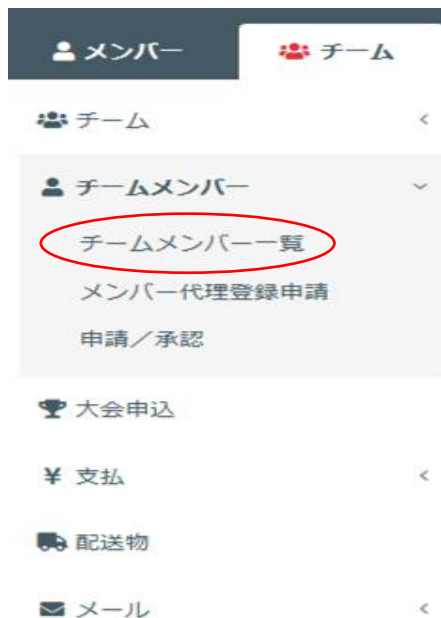 メンバー チーム
チーム
チームメンバー
チームメンバー一覧
メンバー代理登録申請
申請／承認
大会申込
¥ 支払
配送物
メール